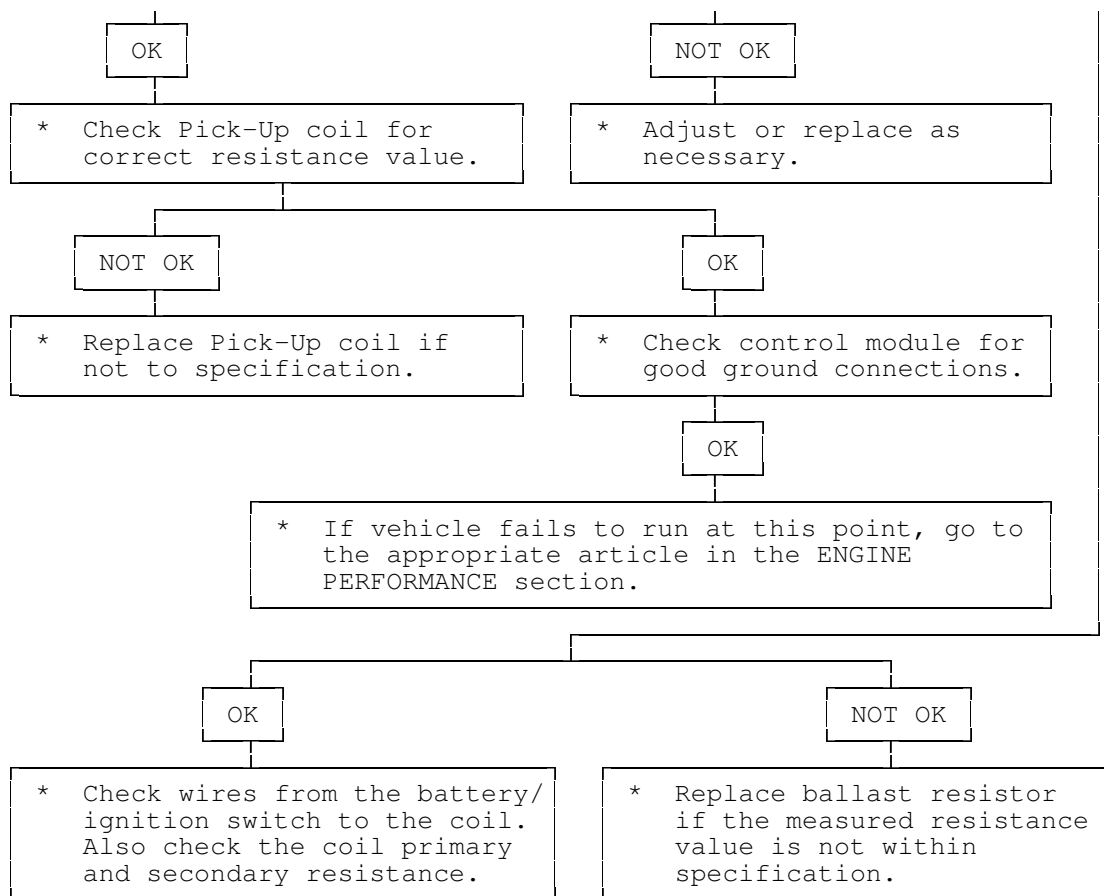 OK
NOT OK
* Check Pick-Up coil for
correct resistance value.
* Adjust or replace as
necessary.
NOT OK
OK
* Replace Pick-Up coil if
not to specification.
* Check control module for
good ground connections.
OK
* If vehicle fails to run at this point, go to
the appropriate article in the ENGINE
PERFORMANCE section.
OK
NOT OK
* Check wires from the battery/
ignition switch to the coil.
Also check the coil primary
and secondary resistance.
* Replace ballast resistor
if the measured resistance
value is not within
specification.